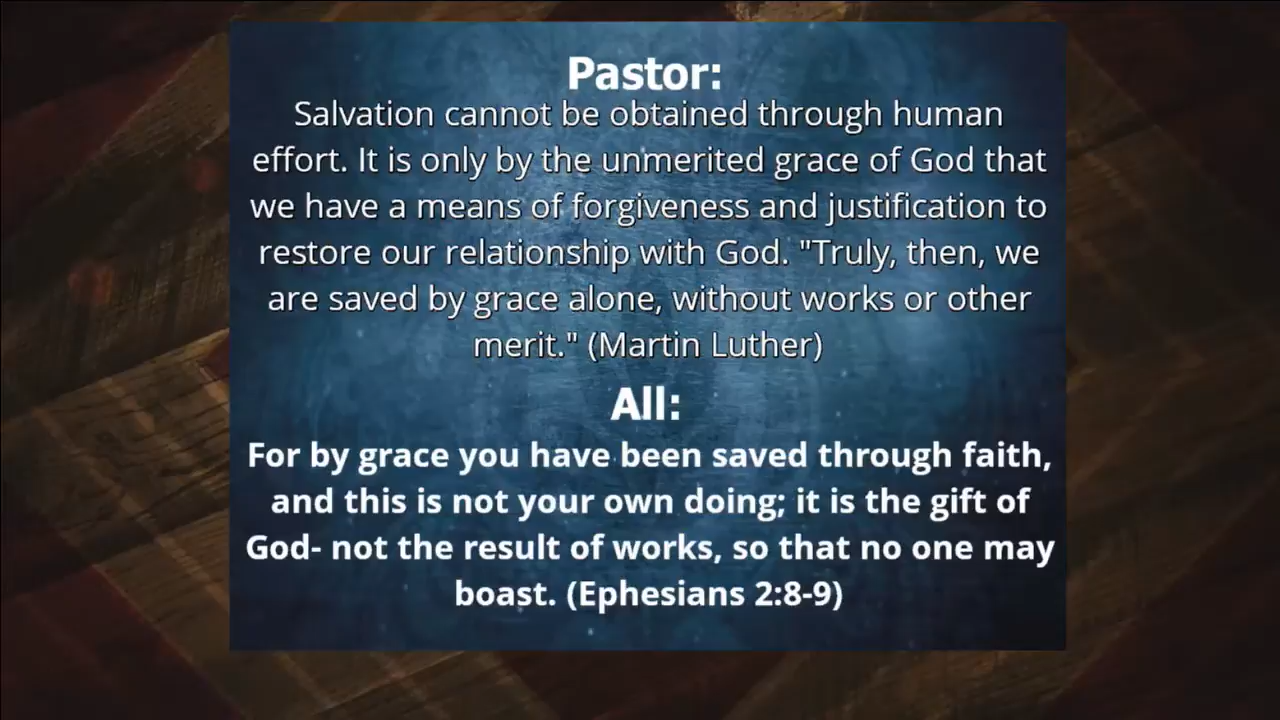 Pastor:
Salvation cannot be obtained through human
effort. It is only by the unmerited grace of God that
we have a means of forgiveness and justification to
restore our relationship with God. "Truly, then, we
are saved by grace alone, without works or other
merit." (Martin Luther)
All:
For by grace you have been saved through faith,
and this is not your own doing; it is the gift of
God- not the result of works, so that no one may
boast. (Ephesians 2:8-9)